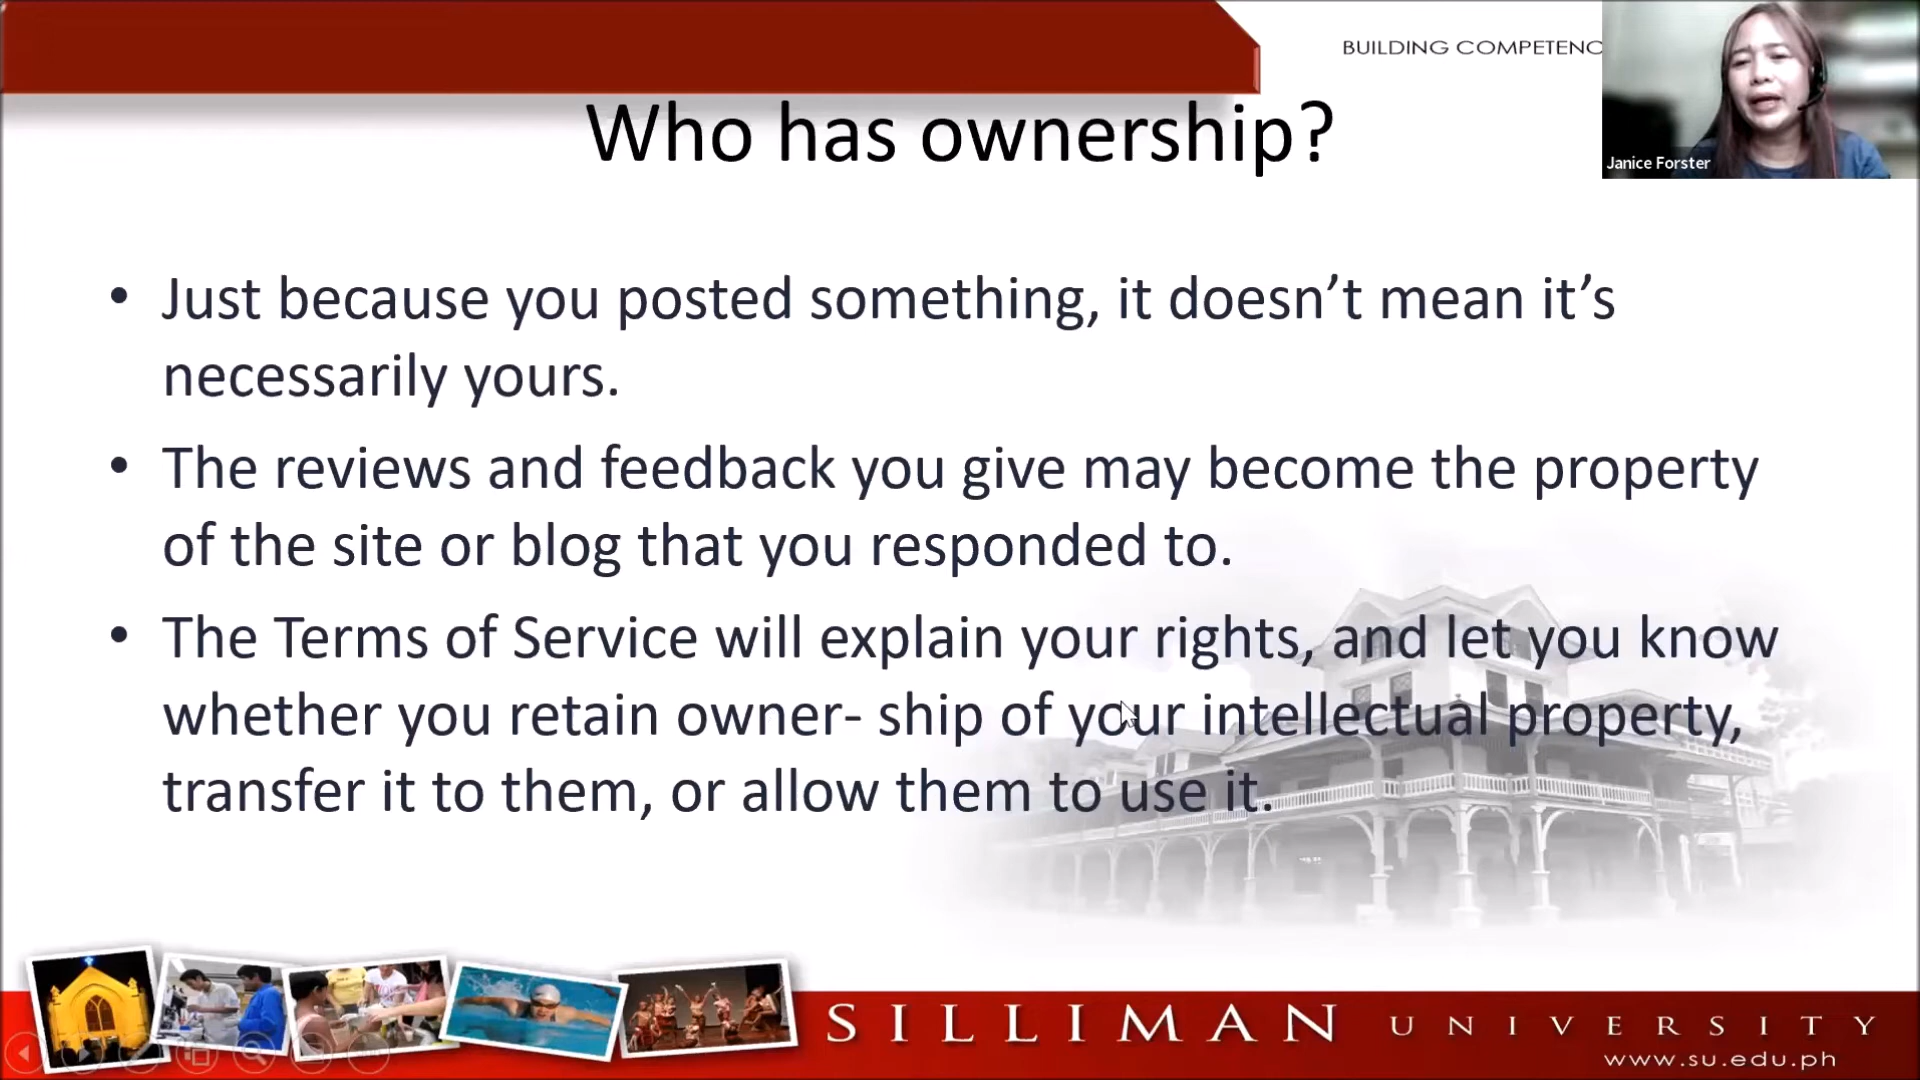 BUILDING COMPETENC
Janice Forster
Who has ownership?
• Just because you posted something, it doesn’t mean it’s
necessarily yours.
• The reviews and feedback you give may become the property
of the site or blog that you responded to.
• The Terms of Service will explain your rights, and let you know
whether you retain owner- ship of your intellectual property,
transfer it to them, or allow them to use it.
SILLIMAN UNIVERSITY
www.su.edu.ph